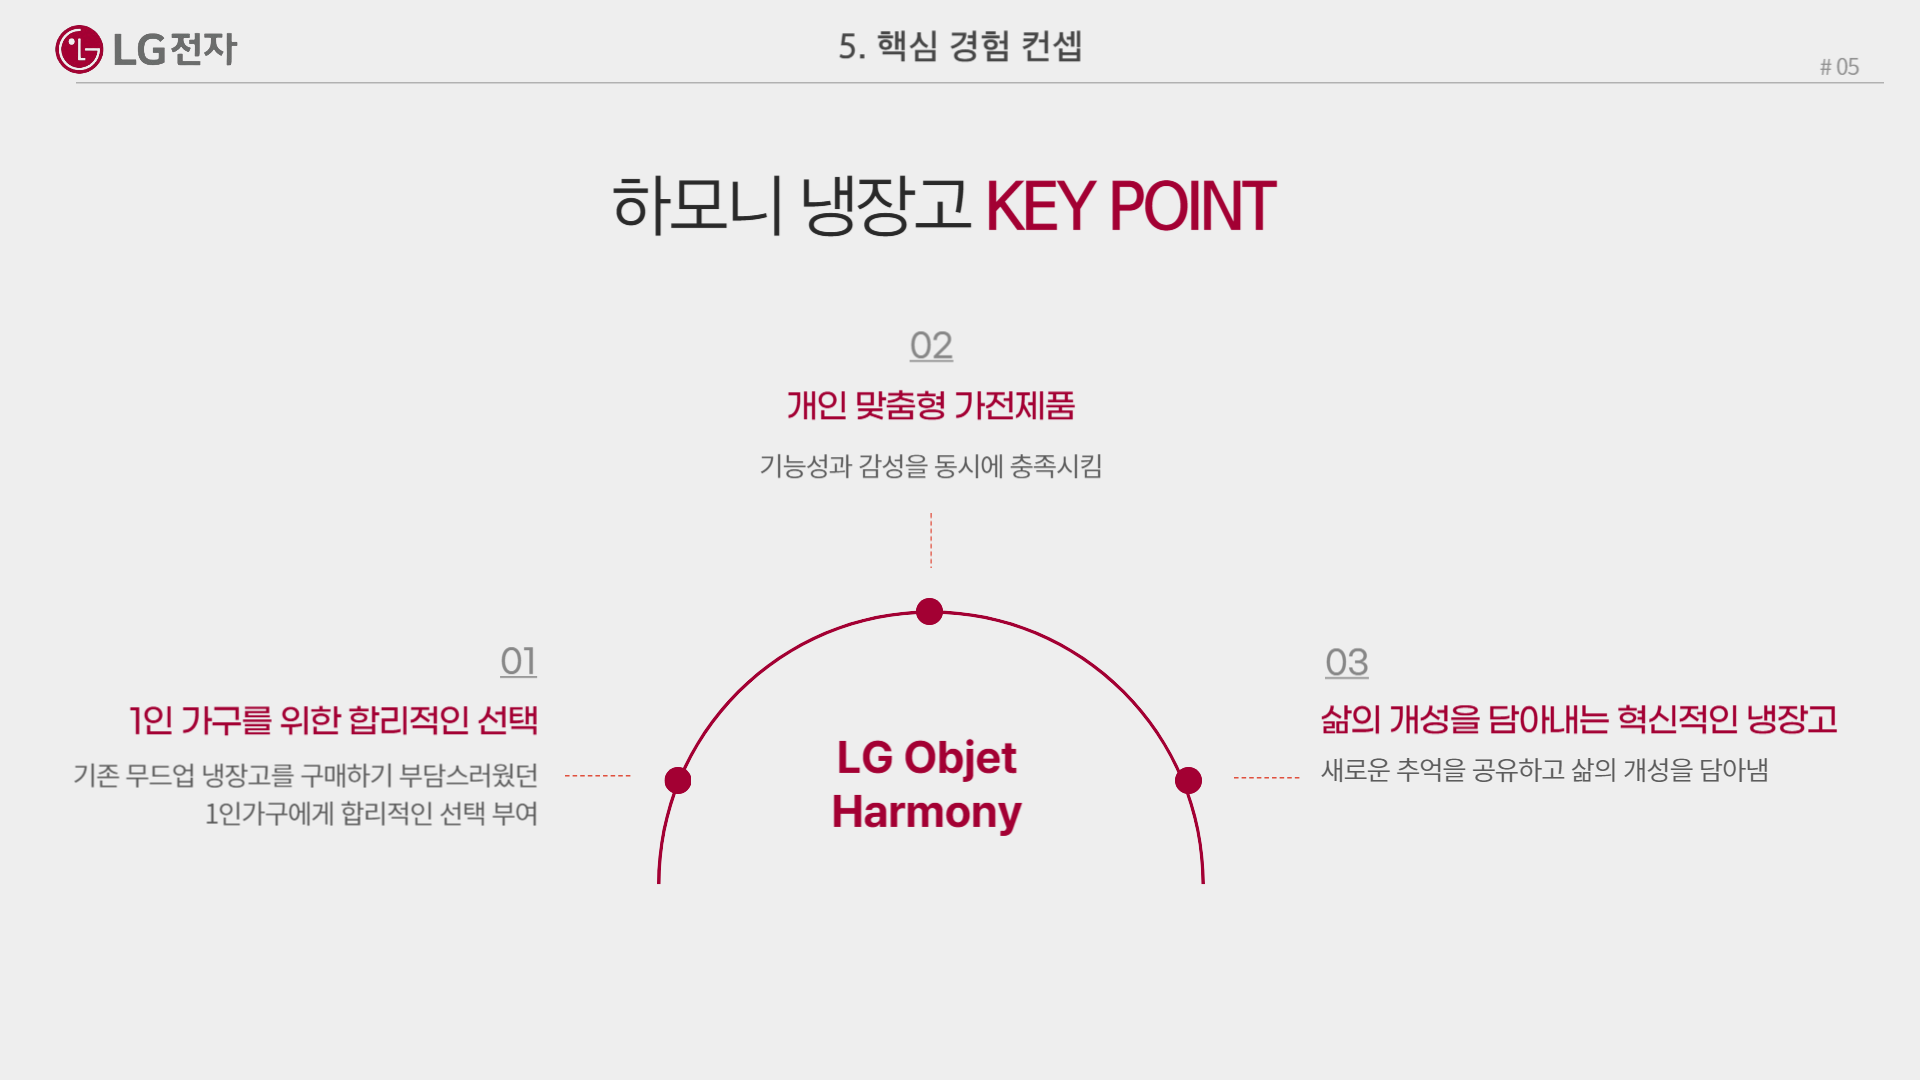 LG전자
5. 핵심 경험 컨셉
# 05
하모니 냉장고 KEY POINT
02
개인 맞춤형 가전제품
기능성과 감성을 동시에 충족시킴
01
1인 가구를 위한 합리적인 선택
기존 무드업 냉장고를 구매하기 부담스러웠던
1인가구에게 합리적인 선택 부여
LG Objet
Harmony
03
삶의 개성을 담아내는 혁신적인 냉장고
새로운 추억을 공유하고 삶의 개성을 담아냄